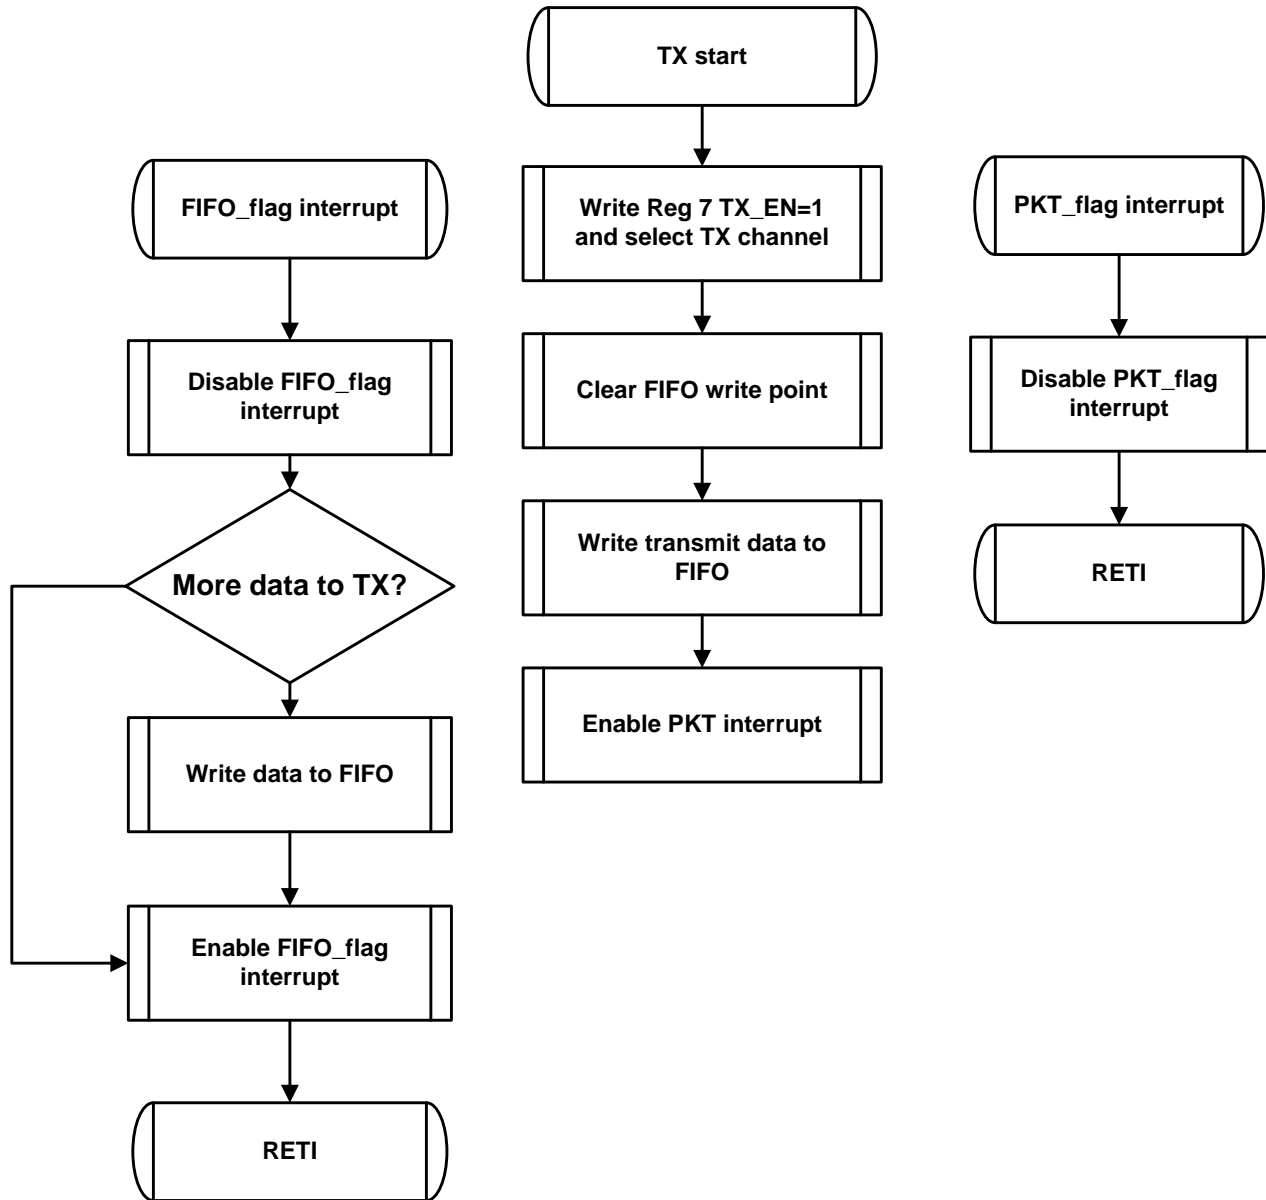 TX start
Write Reg 7 TX_EN=1
and select TX channel
Clear FIFO write point
Write transmit data to
FIFO
Enable PKT interrupt
FIFO_flag interrupt
Disable FIFO_flag
interrupt
More data to TX?
Write data to FIFO
Enable FIFO_flag
interrupt
RETI
PKT_flag interrupt
Disable PKT_flag
interrupt
RETI